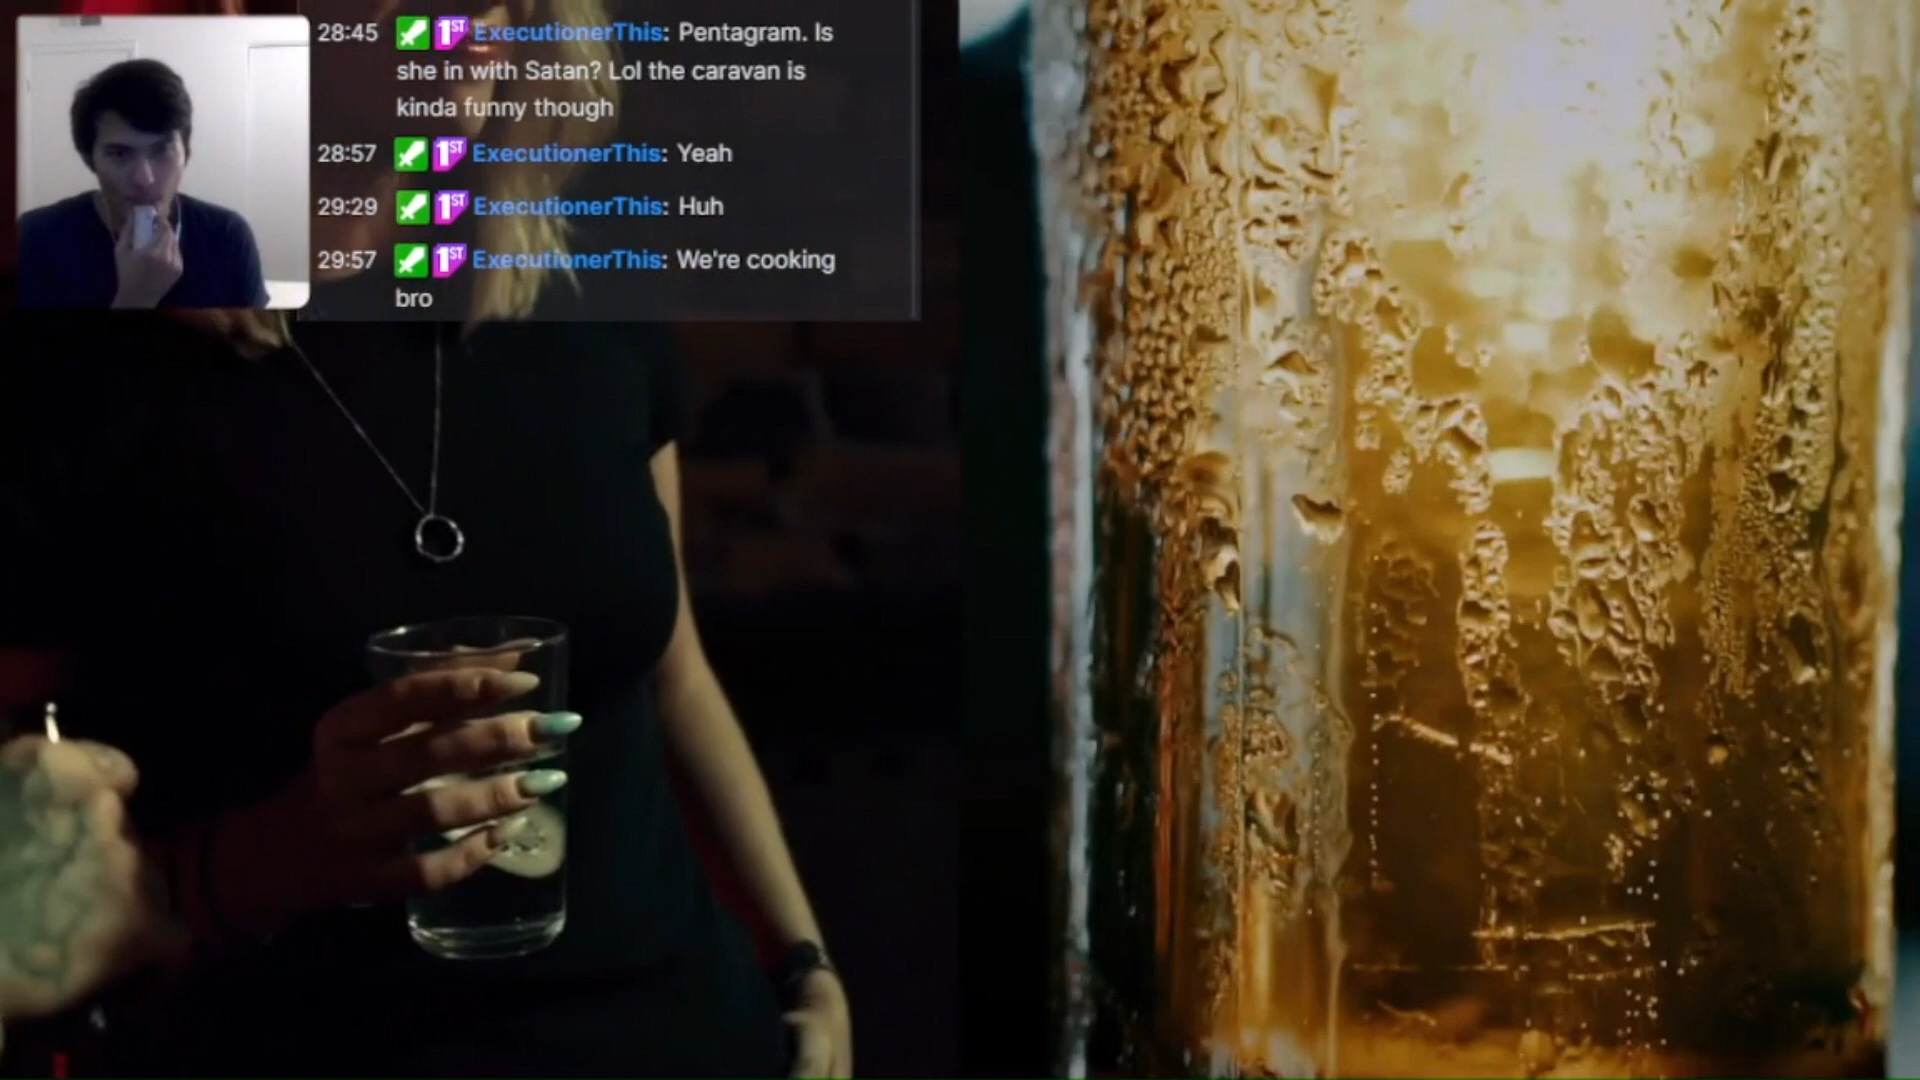 28:45 1ST ExecutionerThis: Pentagram. Is
she in with Satan? Lol the caravan is
kinda funny though
28:57 1ST ExecutionerThis: Yeah
29:29 1ST ExecutionerThis: Huh
29:57 1ST ExecutionerThis: We're cooking
bro